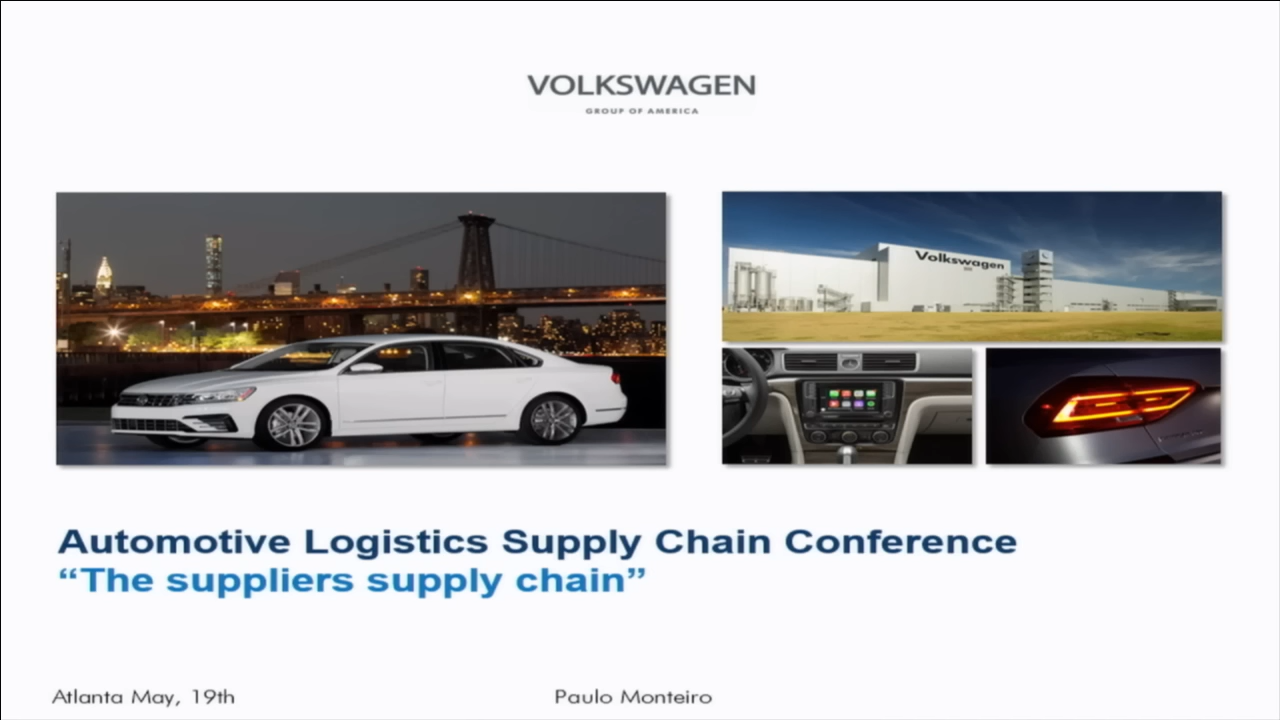 VOLKSWAGEN
GROUP OF AMERICA
Volkswagen
Automotive Logistics Supply Chain Conference
“The suppliers supply chain”
Atlanta May, 19th
Paulo Monteiro